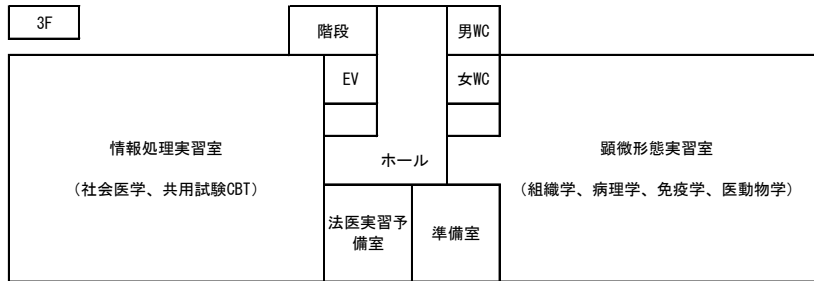 3F
階段
男WC
EV
女WC
情報処理実習室
（社会医学、共用試験CBT）
ホール
顕微形態実習室
（組織学、病理学、免疫学、医動物学）
法医実習予
備室
準備室